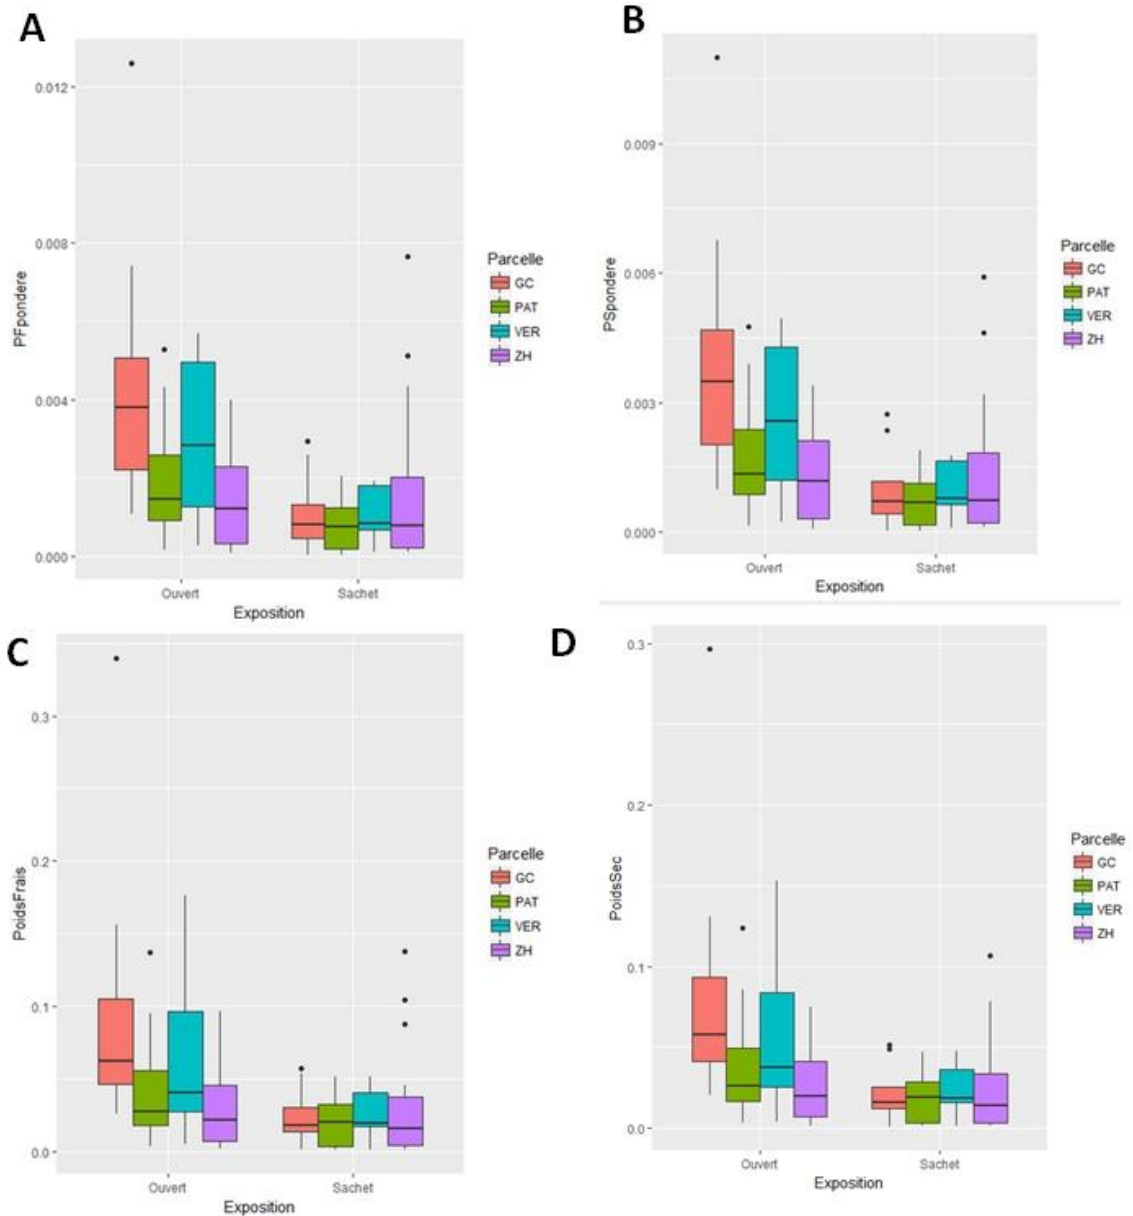 A
PFpondere
0.012
0.008
0.004
0.000
Ouvert
Sachet
Exposition
Parcelle
GC
PAT
VER
ZH
B
PSpondere
0.009
0.006
0.003
0.000
Ouvert
Sachet
Exposition
Parcelle
GC
PAT
VER
ZH
C
PoidsFrais
0.3
0.2
0.1
0.0
Ouvert
Sachet
Exposition
Parcelle
GC
PAT
VER
ZH
D
PoidsSec
0.3
0.2
0.1
0.0
Ouvert
Sachet
Exposition
Parcelle
GC
PAT
VER
ZH